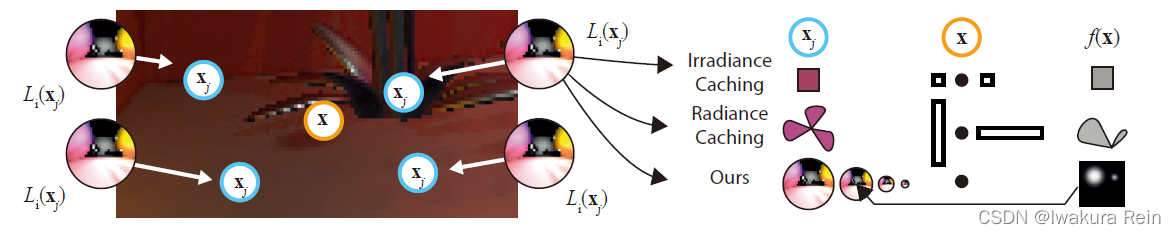 Li(xj)
Li(xj)
xj
xj
x
xj
xj
Li(xj)
Li(xj)
Irradiance
Caching
Radiance
Caching
Ours
xj
x
f(x)
CSDN @Iwakura Rein